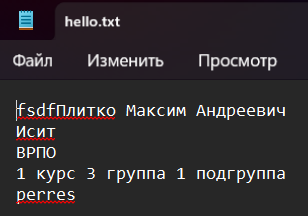 hello.txt
Файл Изменить Просмотр
fsdfПлитко Максим Андреевич
Исит
ВРПО
1 курс 3 группа 1 подгруппа
perres